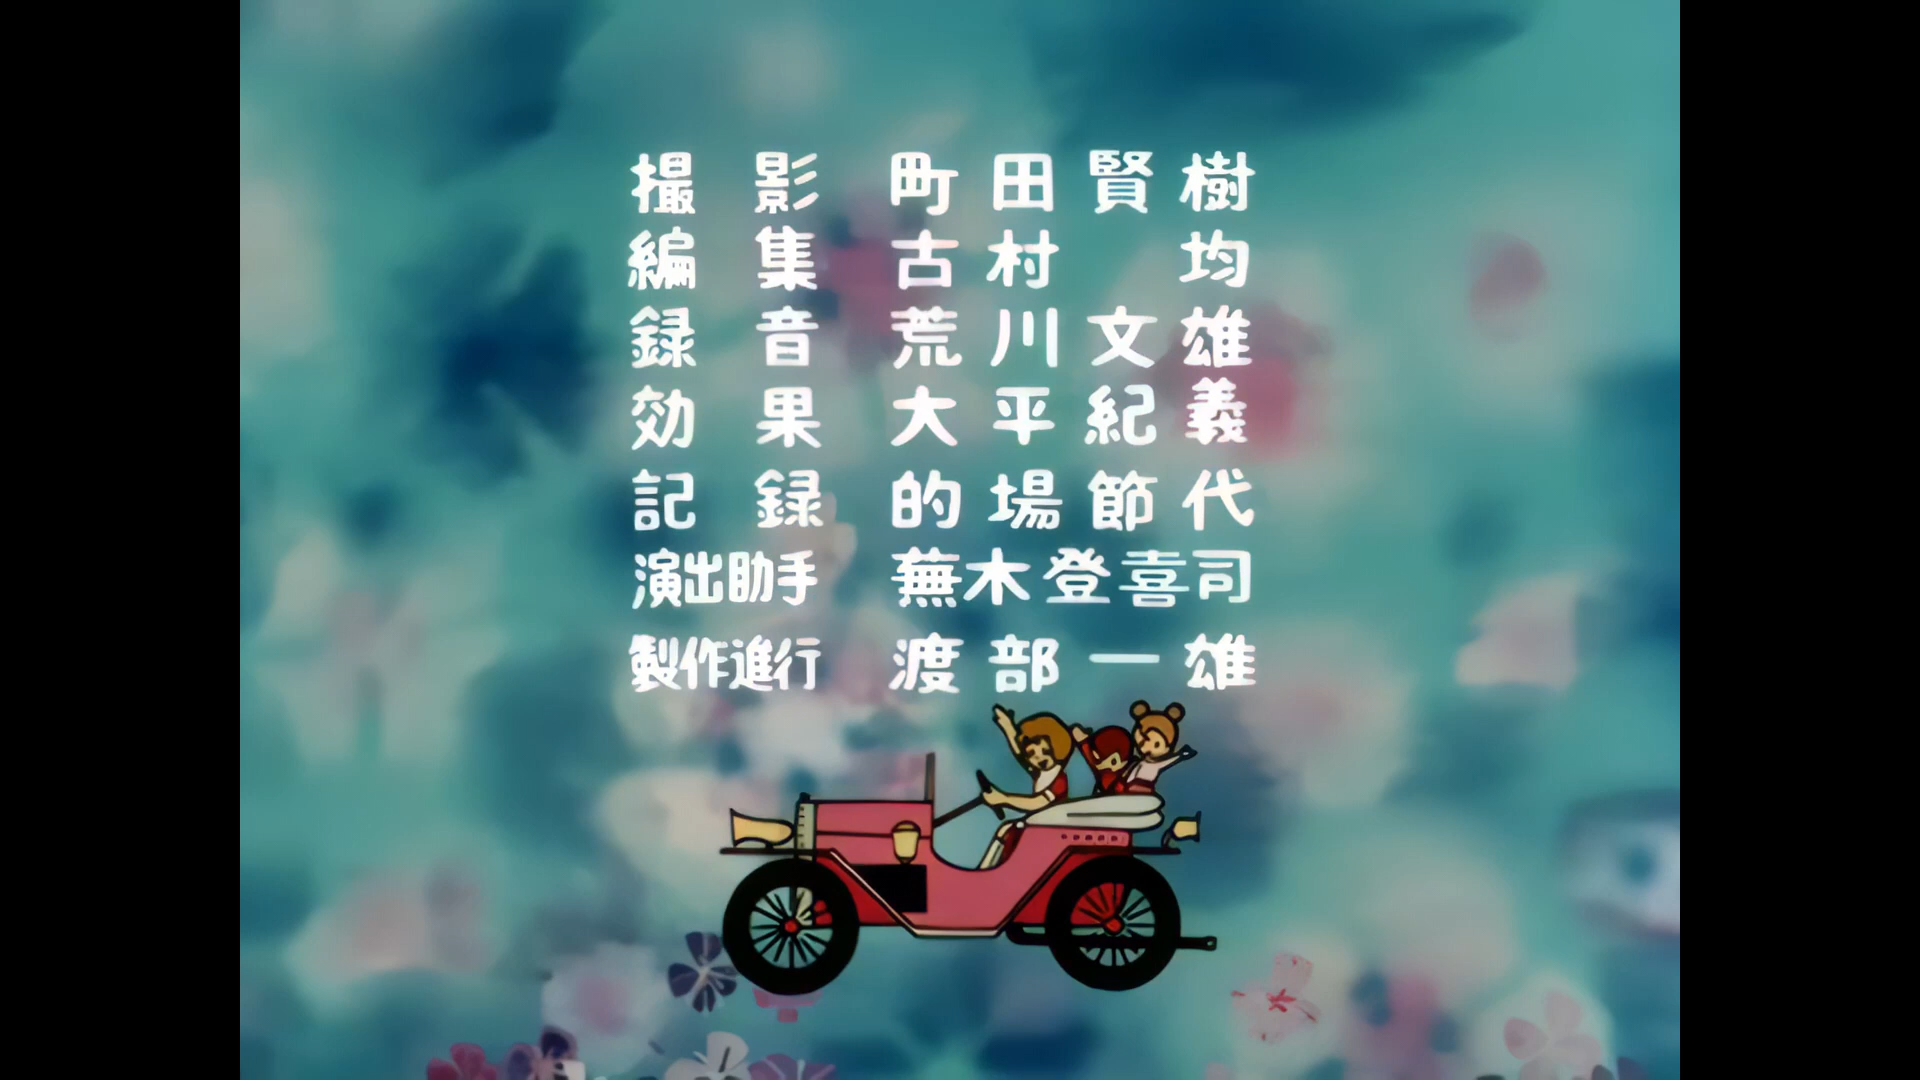 撮影 町田賢樹
編集 古村均
録音 荒川文雄
効果 大平紀義
記録 的場節代
演出助手 蕪木登喜司
製作進行 渡部一雄